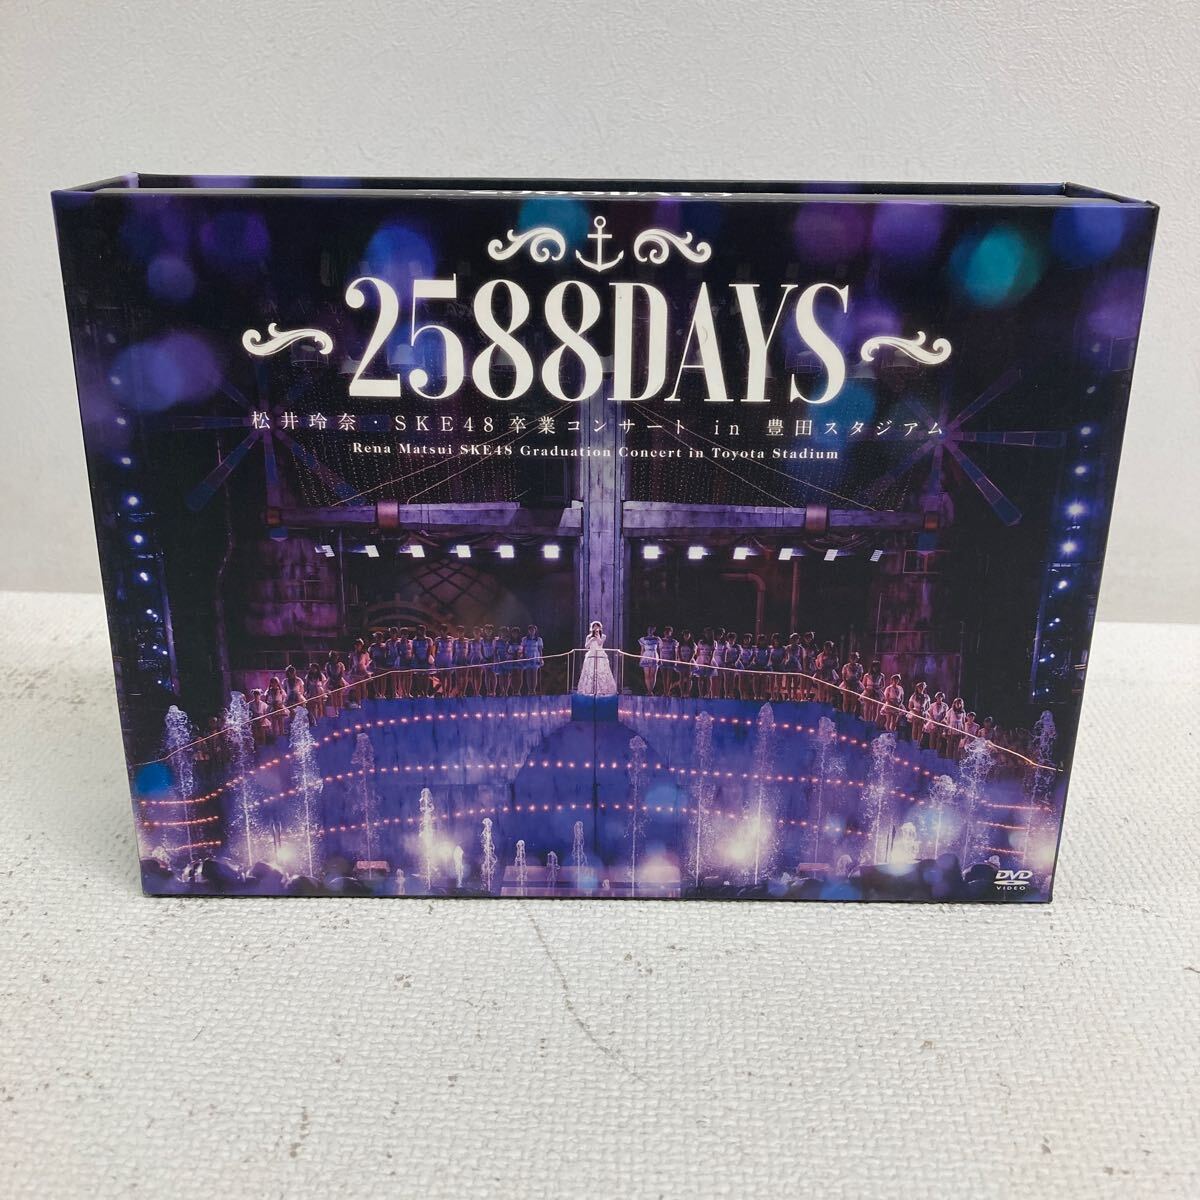 2588DAYS
松井玲奈・SKE48卒業コンサート in 豊田スタジアム
Rena Matsui SKE48 Graduation Concert in Toyota Stadium
DVD
VIDEO